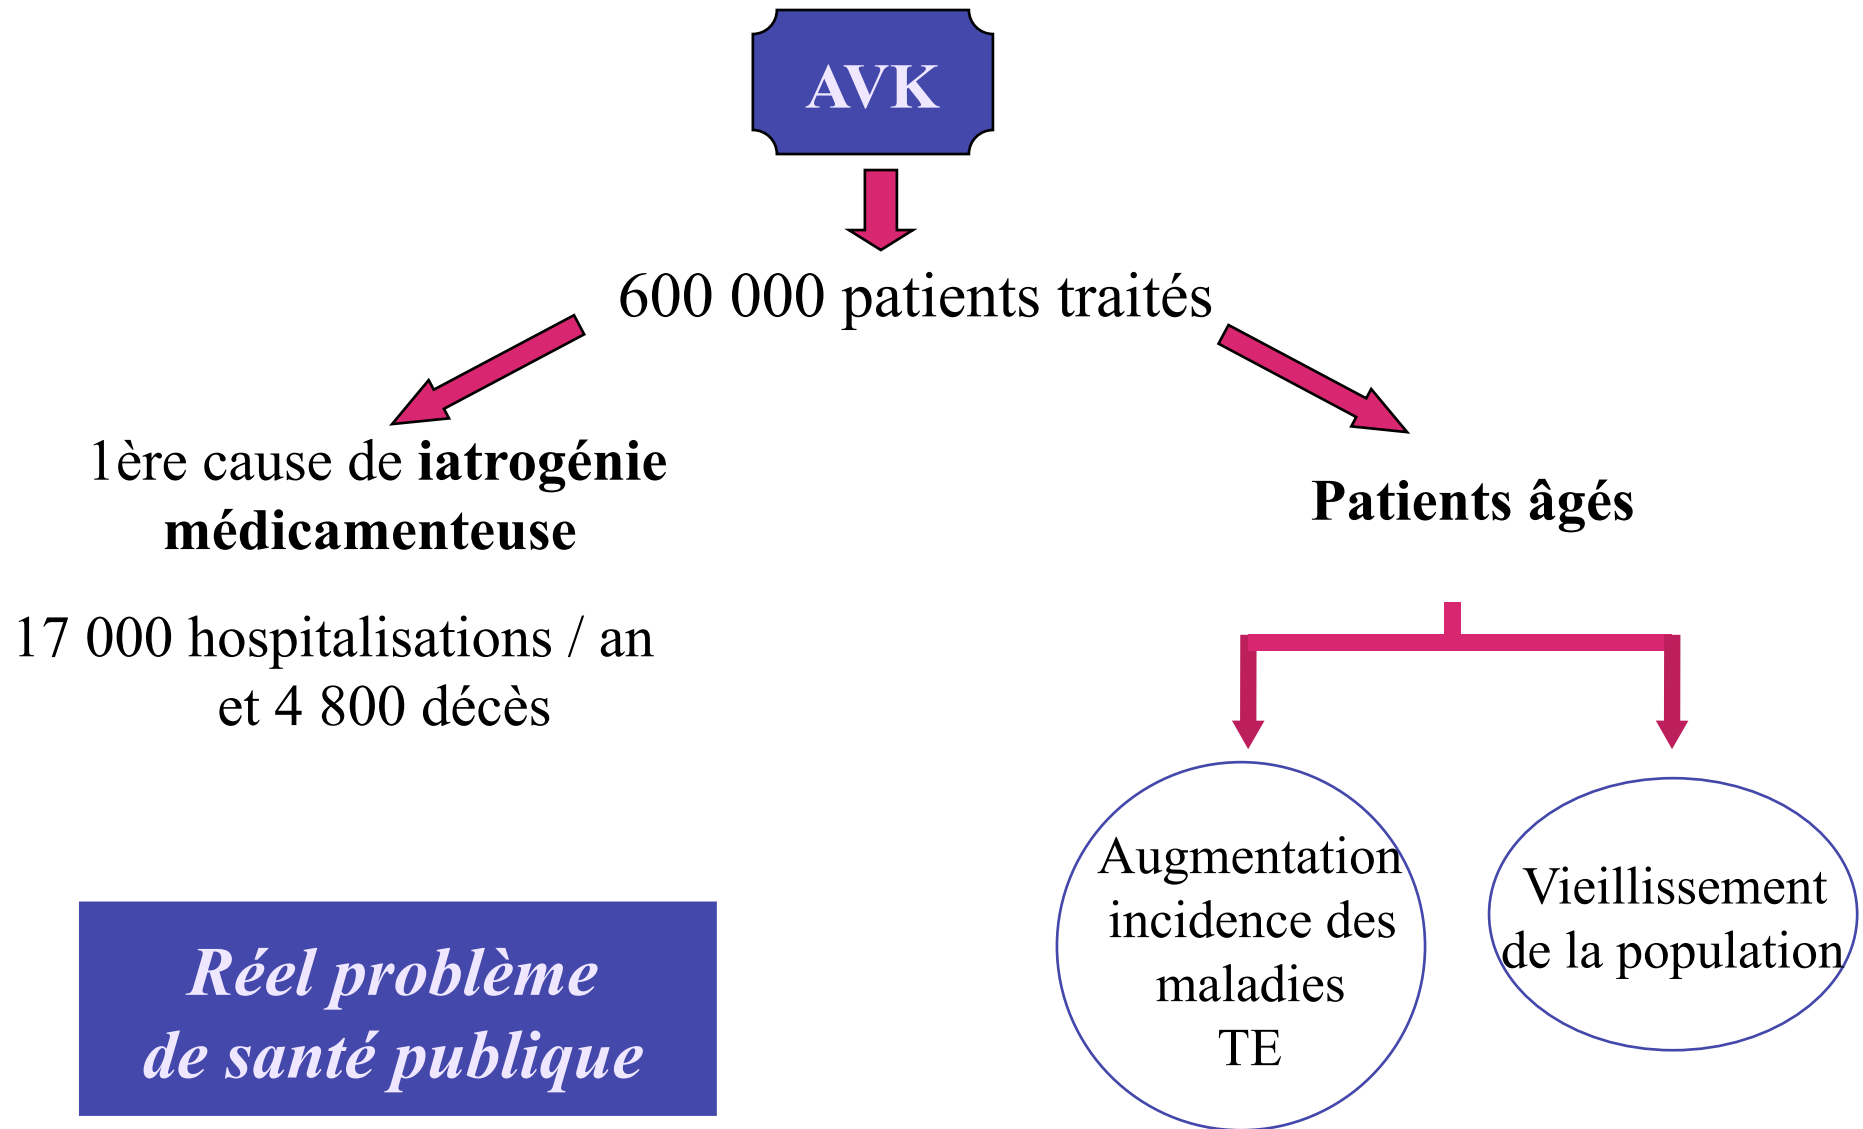 AVK
600 000 patients traités
1ère cause de iatrogénie
médicamenteuse
17 000 hospitalisations / an
et 4 800 décès
Réel problème
de santé publique
Patients âgés
Augmentation
incidence des
maladies
TE
Vieillissement
de la population